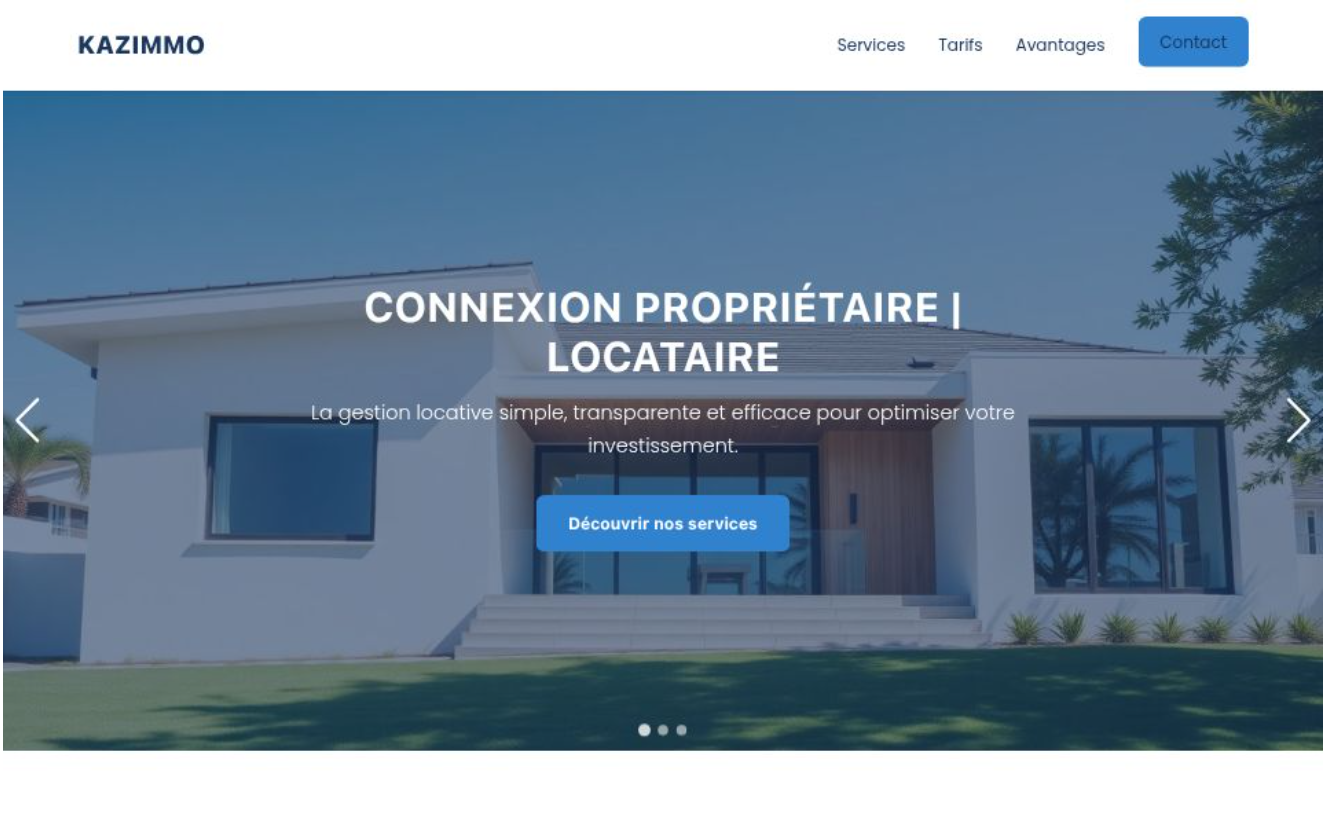 KAZIMMO
Services
Tarifs
Avantages
Contact
CONNEXION PROPRIÉTAIRE |
LOCATAIRE
La gestion locative simple, transparente et efficace pour optimiser votre
investissement.
Découvrir nos services